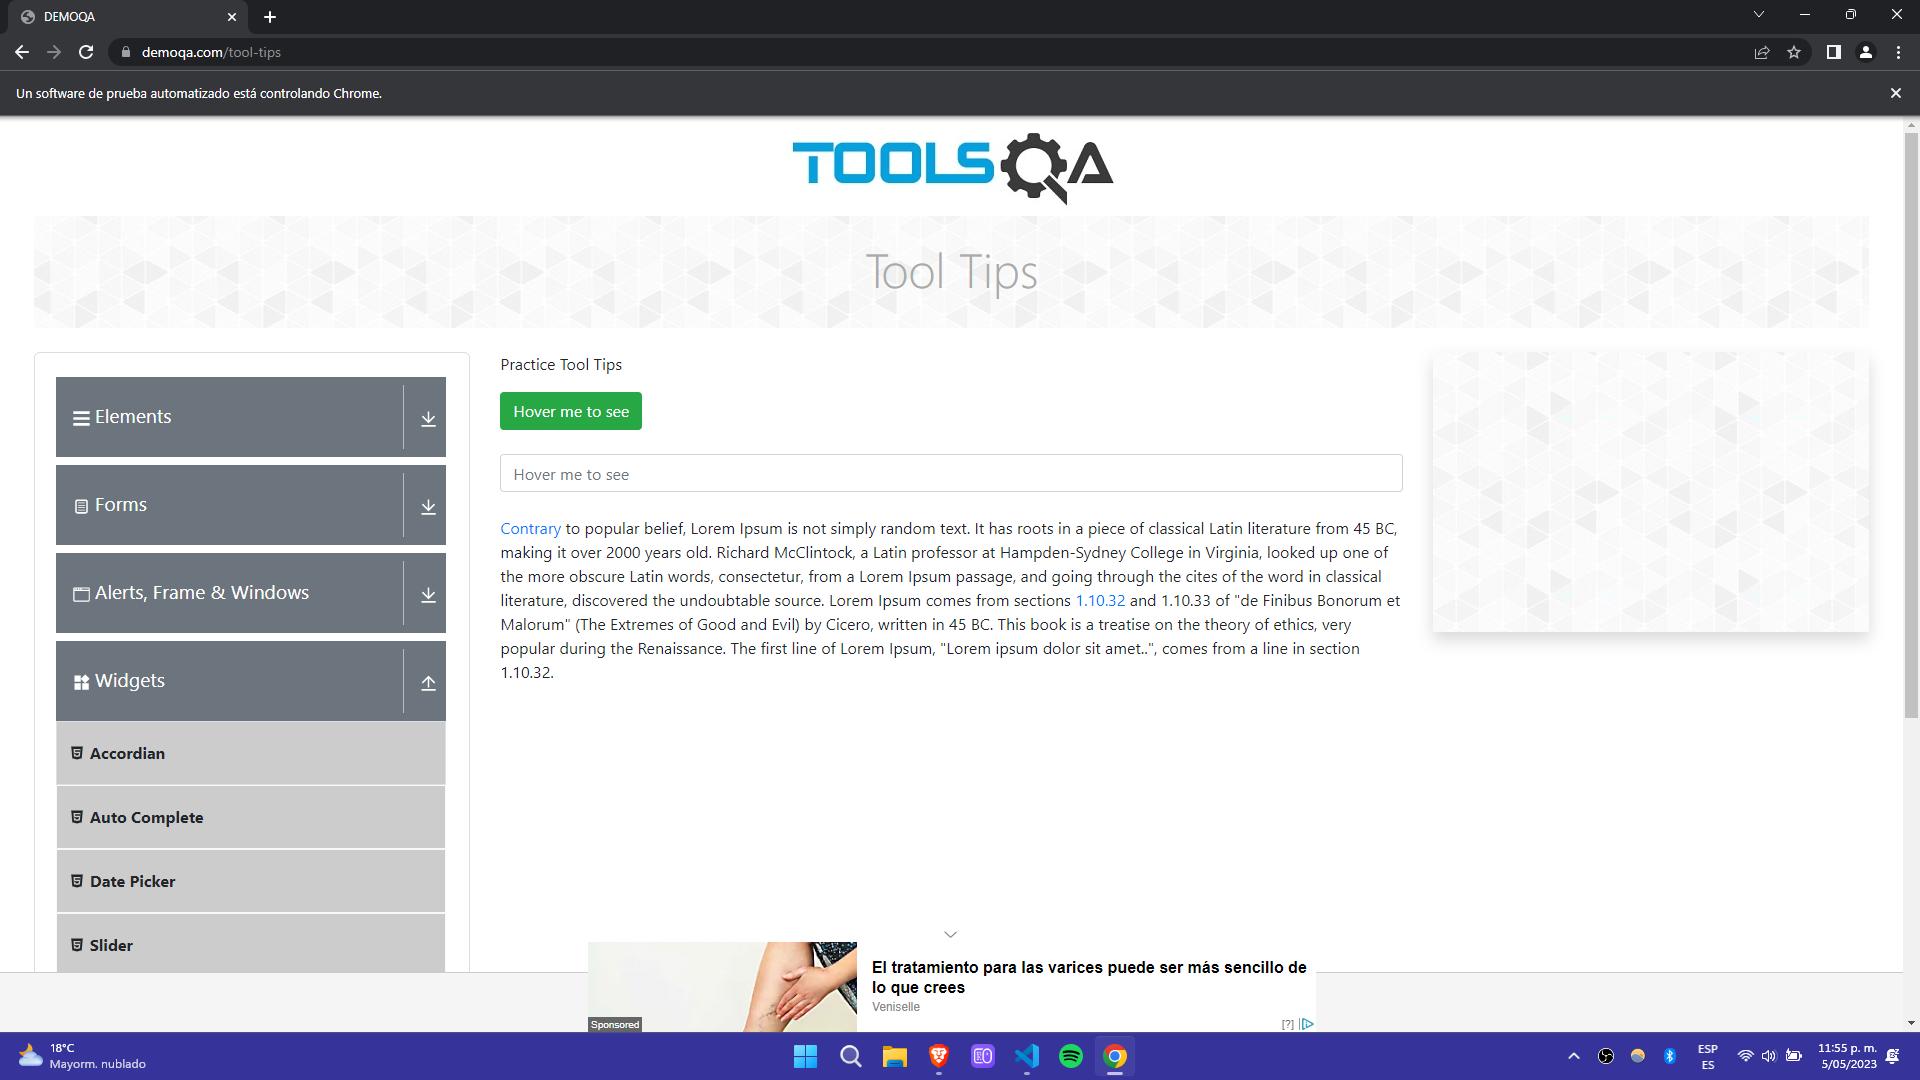 DEMOQA
demoqa.com/tool-tips
Un software de prueba automatizado está controlando Chrome.
TOOLSQA
Tool Tips
Elements
Forms
Alerts, Frame & Windows
Widgets
Accordian
Auto Complete
Date Picker
Slider
Practice Tool Tips
Hover me to see
Hover me to see
Contrary to popular belief, Lorem Ipsum is not simply random text. It has roots in a piece of classical Latin literature from 45 BC,
making it over 2000 years old. Richard McClintock, a Latin professor at Hampden-Sydney College in Virginia, looked up one of
the more obscure Latin words, consectetur, from a Lorem Ipsum passage, and going through the cites of the word in classical
literature, discovered the undoubtable source. Lorem Ipsum comes from sections 1.10.32 and 1.10.33 of "de Finibus Bonorum et
Malorum" (The Extremes of Good and Evil) by Cicero, written in 45 BC. This book is a treatise on the theory of ethics, very
popular during the Renaissance. The first line of Lorem Ipsum, "Lorem ipsum dolor sit amet..", comes from a line in section
1.10.32.
El tratamiento para las varices puede ser más sencillo de
lo que crees
Veniselle
Sponsored
[?]
18°C
Mayorm. nublado
ESP
ES
11:55 p. m.
5/05/2023